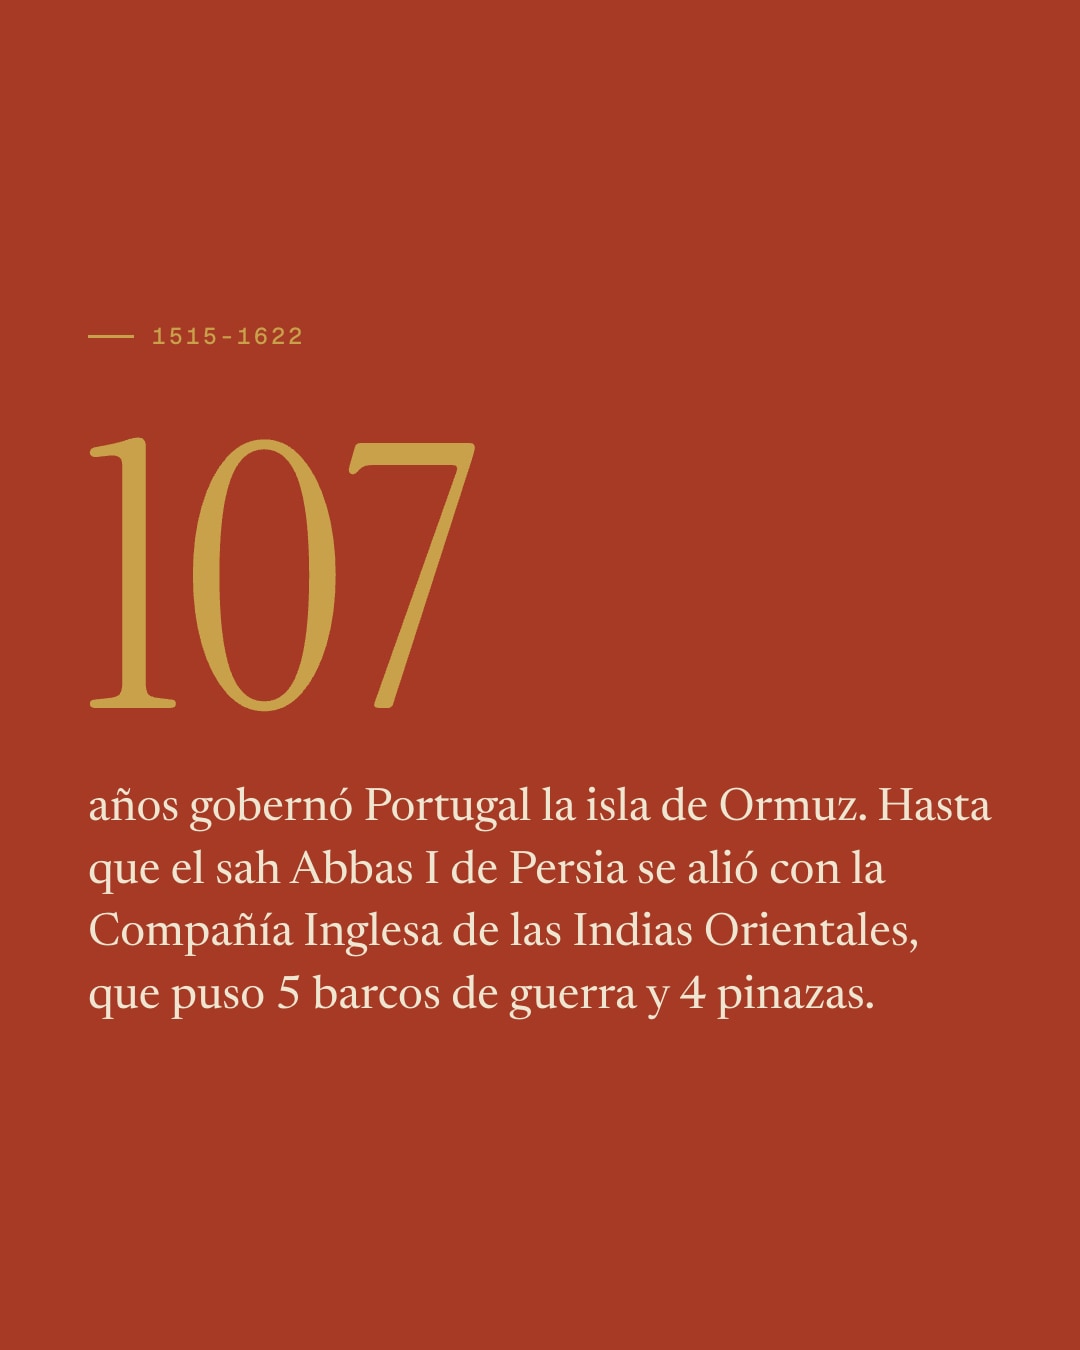 1515-1622
107
años gobernó Portugal la isla de Ormuz. Hasta
que el sah Abbas I de Persia se alió con la
Compañía Inglesa de las Indias Orientales,
que puso 5 barcos de guerra y 4 pinazas.